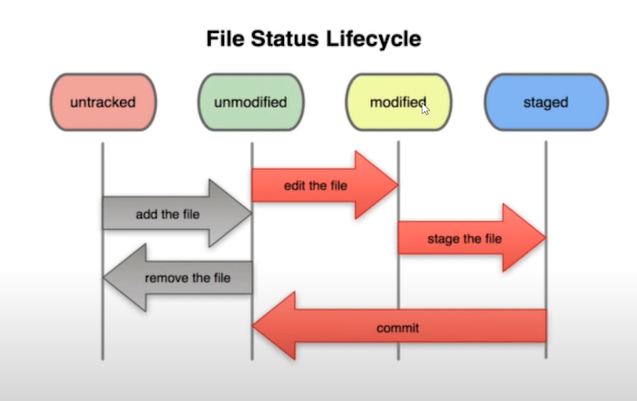 File Status Lifecycle
untracked
unmodified
modified
staged
edit the file
add the file
stage the file
remove the file
commit